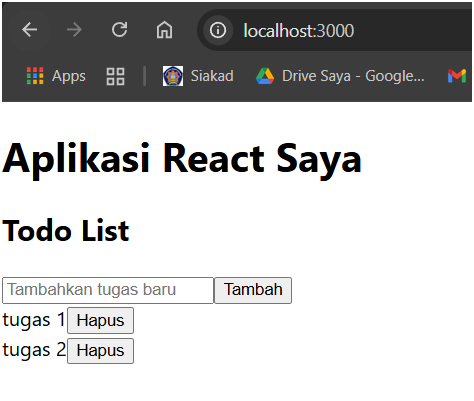 localhost:3000
Apps Siakad Drive Saya - Google...
Aplikasi React Saya
Todo List
Tambahkan tugas baru Tambah
tugas 1 Hapus
tugas 2 Hapus